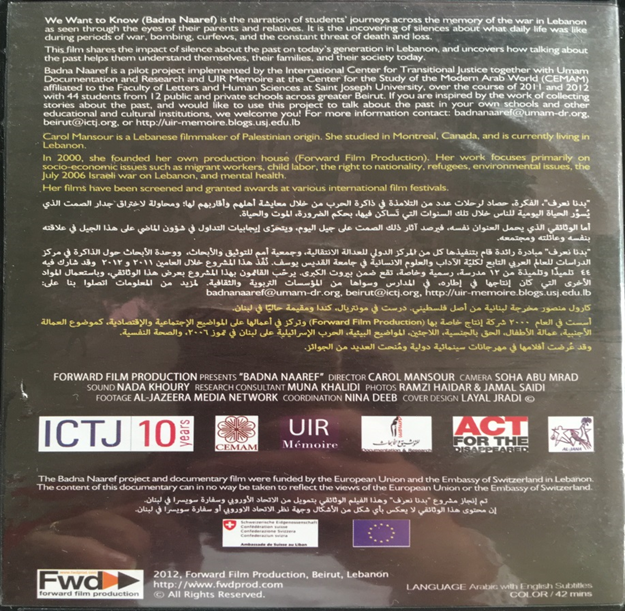 We Want to Know (Badna Naaref) is the narration of students' journeys across the memory of the war in Lebanon
as seen through the eyes of their parents and relatives. It is the uncovering of silences about what daily life was like
during periods of war, bombing, curfews, and the constant threat of death and loss.
This film shares the impact of silence about the past on today's generation in Lebanon, and uncovers how talking about
the past helps them understand themselves, their families, and their society today.
Badna Naaref is a pilot project implemented by the International Center for Transitional Justice together with Umam
Documentation and Research and UIR Memoire at the Center for the Study of the Modern Arab World (CEMAM)
affiliated to the Faculty of Letters and Human Sciences at Saint Joseph University, over the course of 2011 and 2012
with 44 students from 12 public and private schools across greater Beirut. If you are inspired by the work of collecting
stories about the past, and would like to use this project to talk about the past in your own schools and other
educational and cultural institutions, we welcome you! For more information contact: badnanaaref@umam-dr.org,
beirut@ictj.org, or http://uir-memoire.blogs.usj.edu.lb
Carol Mansour is a Lebanese filmmaker of Palestinian origin. She studied in Montreal, Canada, and is currently living in
Lebanon.
In 2000, she founded her own production house (Forward Film Production). Her work focuses primarily on
socio-economic issues such as migrant workers, child labor, the right to nationality, refugees, environmental issues, the
July 2006 Israeli war on Lebanon, and mental health.
Her films have been screened and granted awards at various international film festivals.
"بدنا نعرف"، الفكرة، حصاد لرحلات عدد من التلامذة في ذاكرة الحرب من خلال معايشة أهلهم وأقاربهم لها؛ ومحاولة لاختراق جدار الصمت الذي
يُسوّر الحياة اليومية للناس خلال تلك السنوات التي تَساكن فيها، بحكم الضرورة، الموت والحياة.
أما الوثائقي الذي يحمل العنوان نفسه، فيرصد آثار ذلك الصمت على جيل اليوم، ويتحرّى إيجابيات التداول في شؤون الماضي على هذا الجيل في علاقته
بنفسه وعائلته ومجتمعه.
"بدنا نعرف" مبادرة رائدة قام بتنفيذها كل من المركز الدولي للعدالة الانتقالية، وجمعية أمم للتوثيق والأبحاث، ووحدة الأبحاث حول الذاكرة في مركز
الدراسات للعالم العربي التابع لكلية الآداب والعلوم الانسانية في جامعة القديس يوسف. نُفّذ هذا المشروع خلال العامين ٢٠١١ و ٢٠١٢ وقد شارك فيه
٤٤ تلميذًا وتلميذة من ١٢ مدرسة، رسمية وخاصة، تقع ضمن بيروت الكبرى. يرحّب القائمون بهذا المشروع بعرض هذا الوثائقي، وباستعمال المواد
الأخرى التي كان إنتاجها في إطاره، في المدارس وسواها من المؤسسات التربوية والثقافية. لمزيد من المعلومات اتصلوا بنا على:
badnanaaref@umam-dr.org, beirut@ictj.org, http://uir-memoire.blogs.usj.edu.lb
كارول منصور مخرجة لبنانية من أصل فلسطيني. درست في مونتريال، كندا ومقيمة حاليًا في لبنان.
أسست في العام ٢٠٠٠ شركة إنتاج خاصة بها (Forward Film Production) وتركز في أعمالها على المواضيع الإجتماعية والإقتصادية، كموضوع العمالة
الأجنبية، عمالة الأطفال، الحق بالجنسية، اللاجئين، المواضيع البيئية، الحرب الإسرائيلية على لبنان في تموز ٢٠٠٦، والصحة النفسية.
وقد عُرضت أفلامها في مهرجانات سينمائية دولية ومُنحت العديد من الجوائز.
FORWARD FILM PRODUCTION PRESENTS "BADNA NAAREF" DIRECTOR CAROL MANSOUR CAMERA SOHA ABU MRAD
SOUND NADA KHOURY RESEARCH CONSULTANT MUNA KHALIDI PHOTOS RAMZI HAIDAR & JAMAL SAIDI
FOOTAGE AL-JAZEERA MEDIA NETWORK COORDINATION NINA DEEB COVER DESIGN LAYAL JRADI ©
ICTJ 10 years
CEMAM
UIR
Mémoire
Documentation & Research
ACT
FOR THE
DISAPPEARED
The Badna Naaref project and documentary film were funded by the European Union and the Embassy of Switzerland in Lebanon.
The content of this documentary can in no way be taken to reflect the views of the European Union or the Embassy of Switzerland.
تم إنجاز مشروع "بدنا نعرف" وهذا الفيلم الوثائقي بتمويل من الاتحاد الأوروبي وسفارة سويسرا في لبنان.
إن محتوى هذا الوثائقي لا يعكس بأي شكل من الأشكال وجهة نظر الاتحاد الاوروبي أو سفارة سويسرا في لبنان.
Schweizerische Eidgenossenschaft
Confédération suisse
Confederazione Svizzera
Confederaziun svizra
Ambassade de Suisse au Liban
Fwd
forward film production
2012, Forward Film Production, Beirut, Lebanon
http://www.fwdprod.com
© All Rights Reserved.
LANGUAGE Arabic with English Subtitles
COLOR / 42 mins